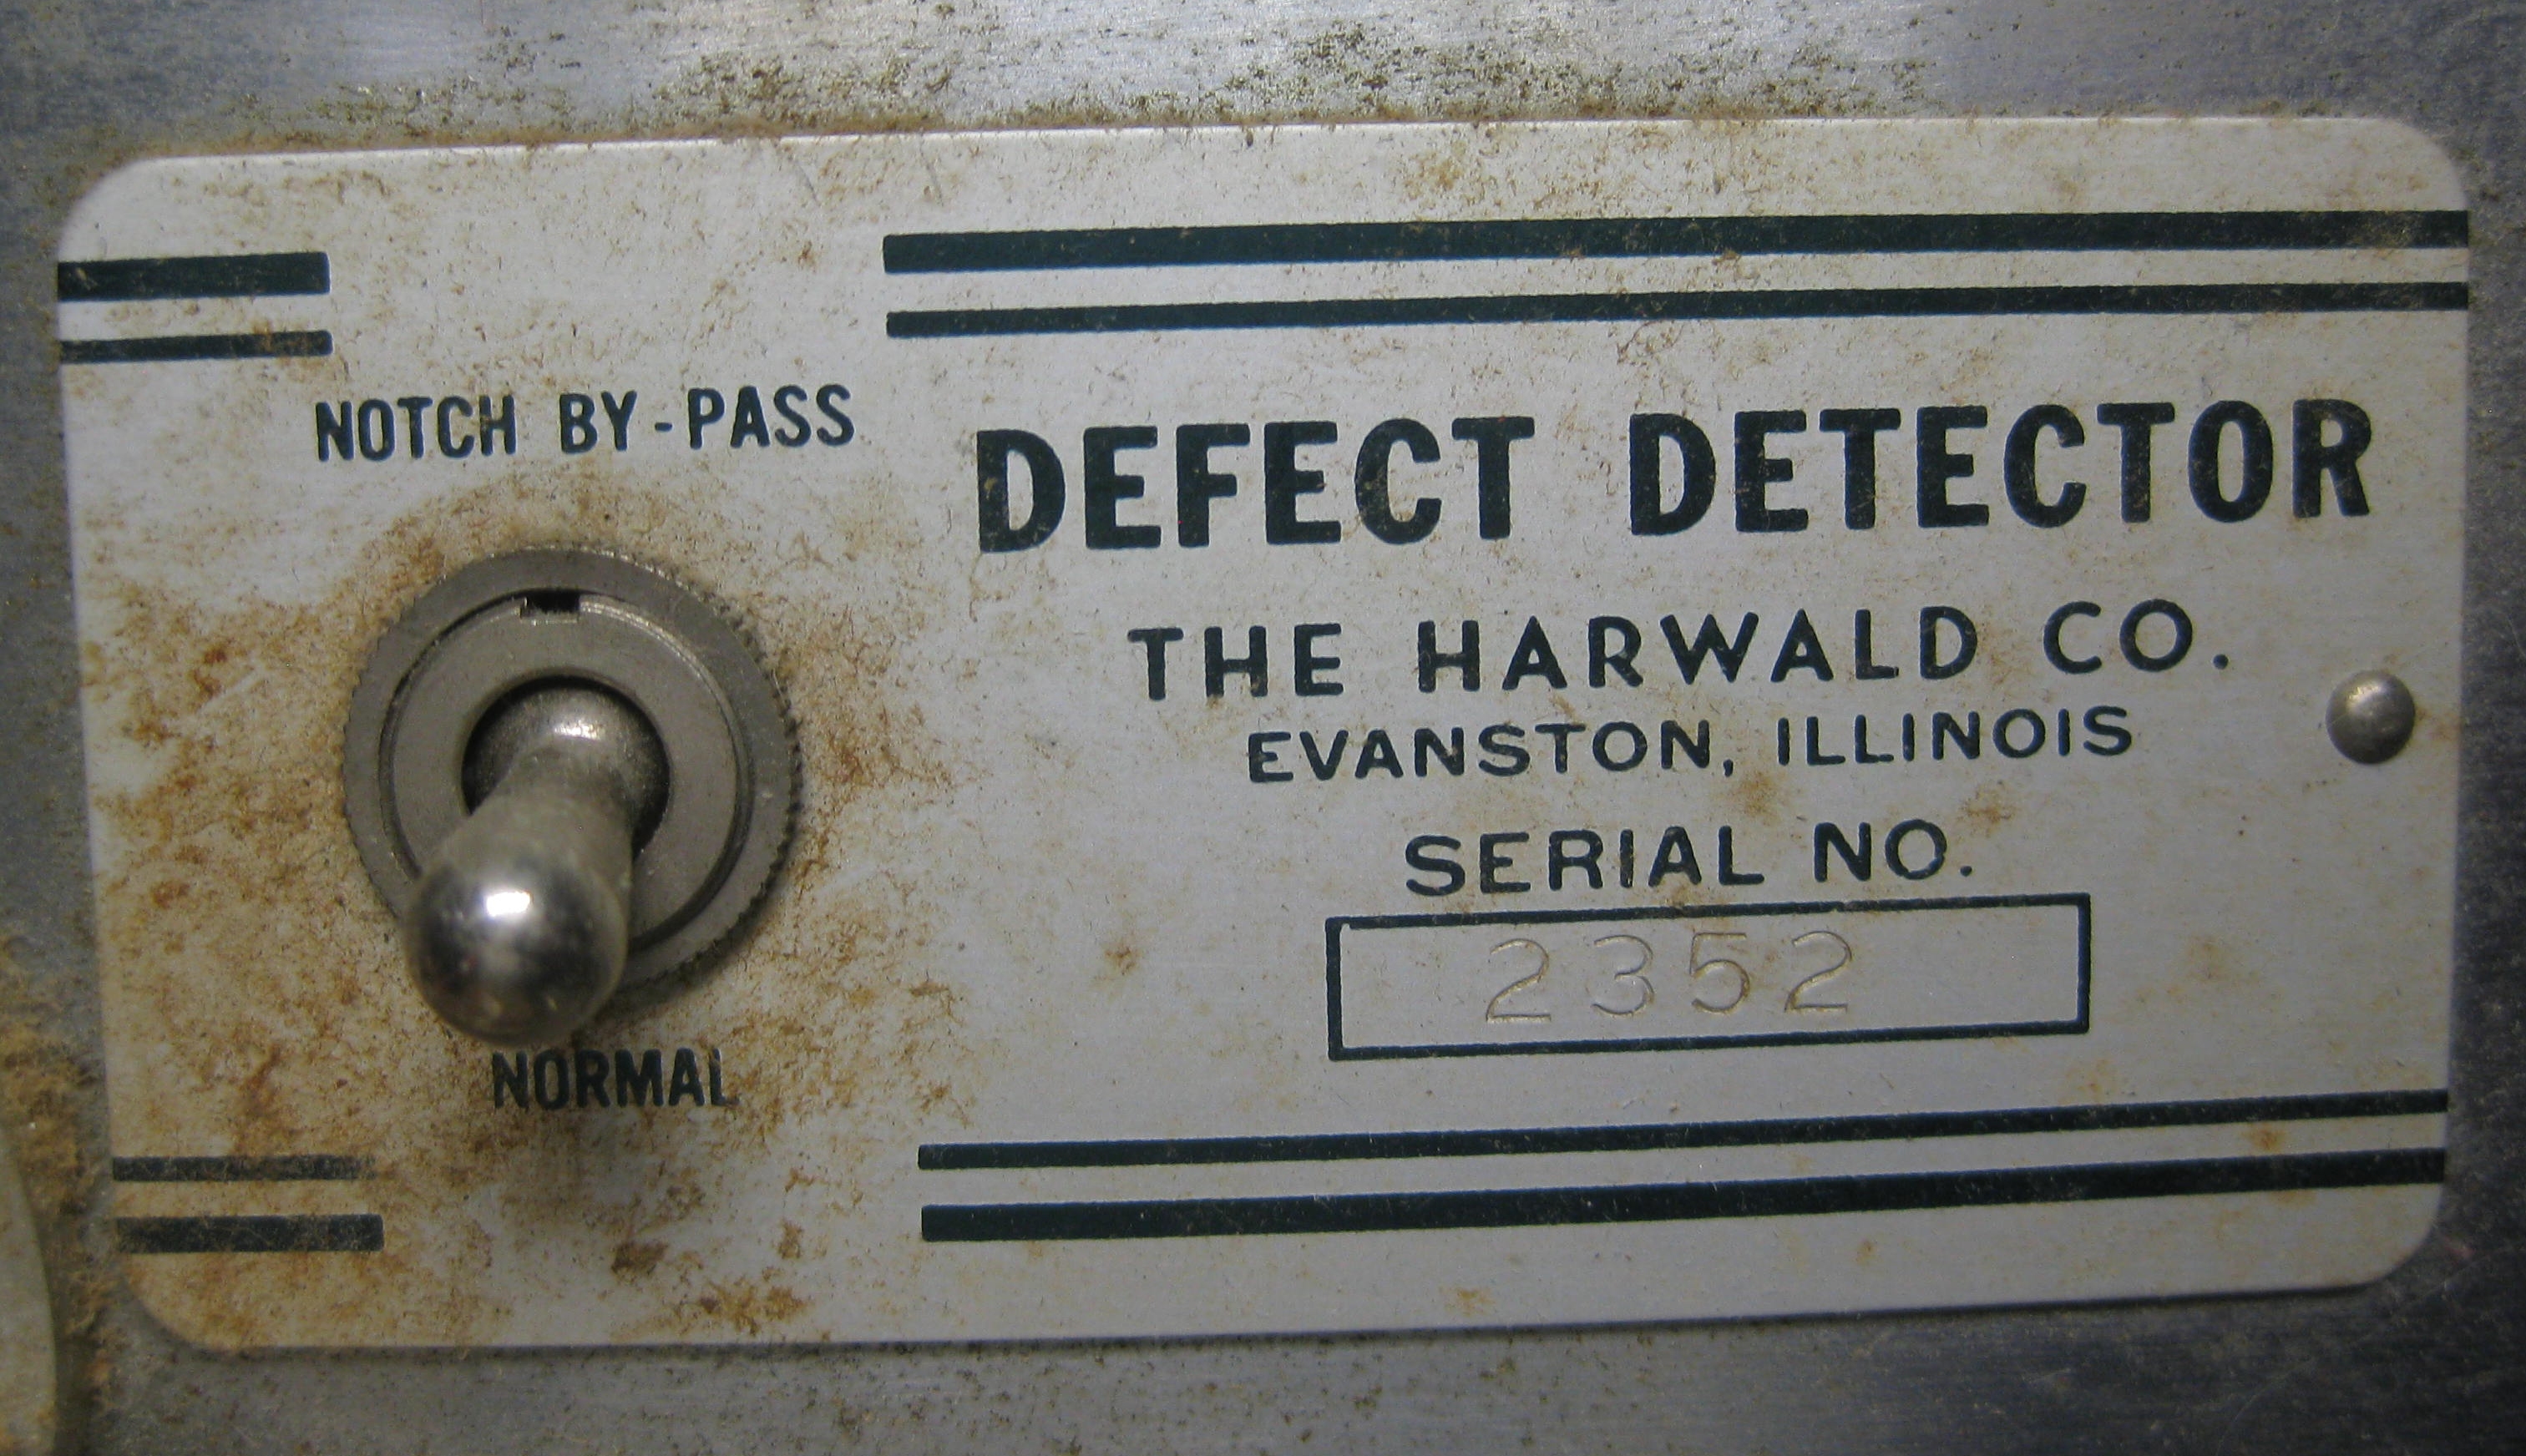 NOTCH BY-PASS
NORMAL
DEFECT DETECTOR
THE HARWALD CO.
EVANSTON, ILLINOIS
SERIAL NO.
2352